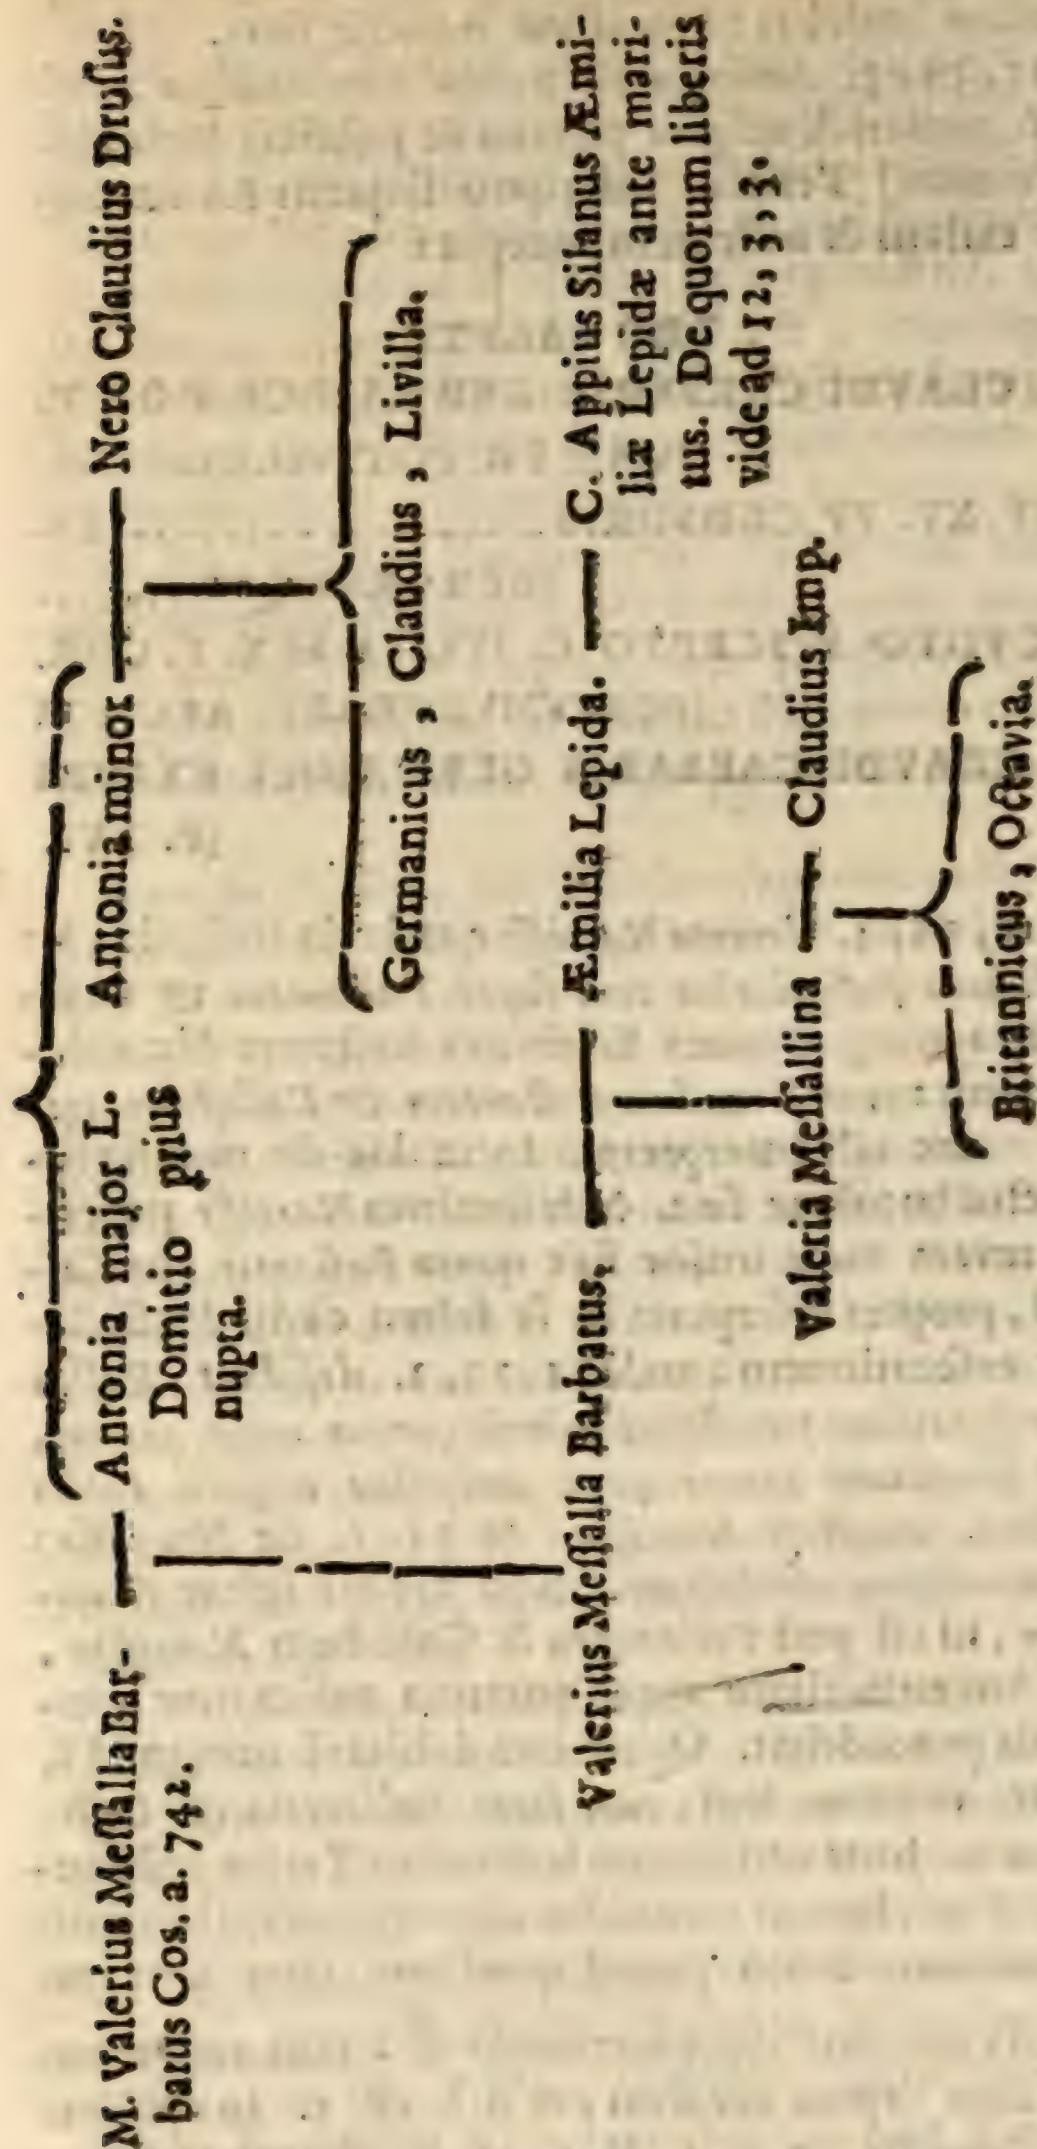 M. Valerius Meſſalla Bar-
batus Cos. a. 742.
Antonia major L.
Domitio prius
nupta.
Antonia minor
Nero Claudius Druſus.
Germanicus, Claudius, Livilla.
Valerius Meſſalla Barbatus,
Æmilia Lepida.
C. Appius Silanus Æmi-
liæ Lepidæ ante mari-
tus. De quorum liberis
vide ad 12, 3, 3.
Valeria Meſſallina
Claudius Imp.
Britannicus, Octavia.